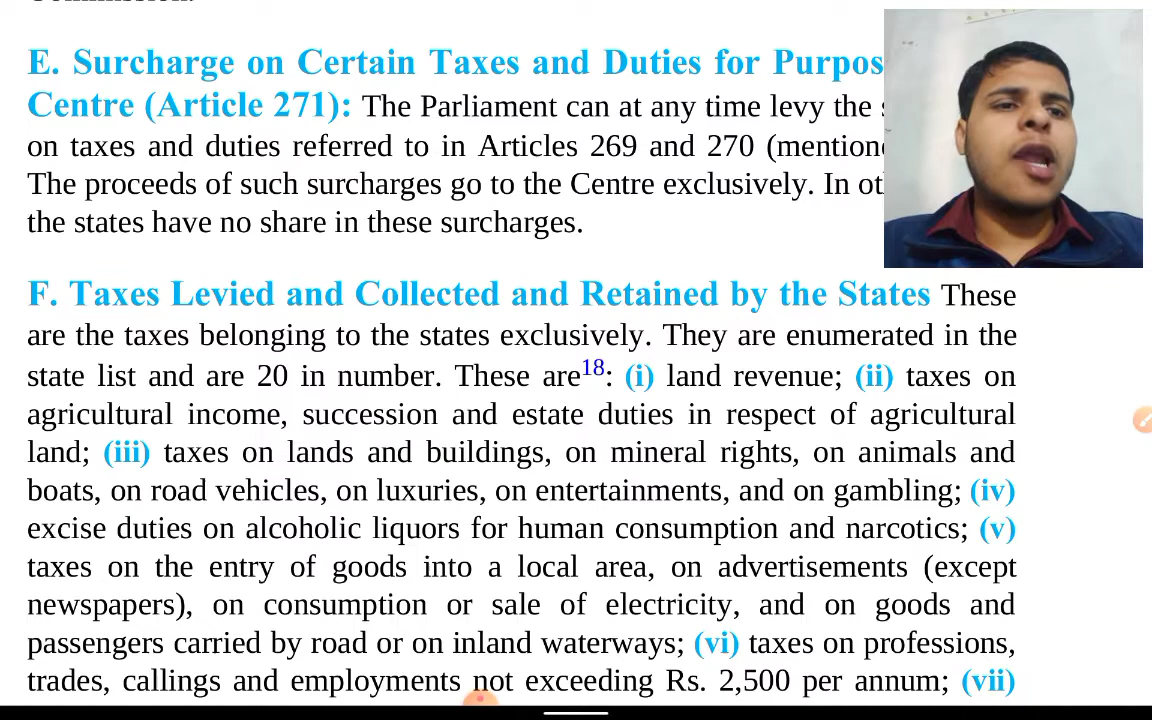 E. Surcharge on Certain Taxes and Duties for
Centre (Article 271): The Parliament can at any time levy the
on taxes and duties referred to in Articles 269 and 270
The proceeds of such surcharges go to the Centre exclusively. In
the states have no share in these surcharges.
F. Taxes Levied and Collected and Retained by the States These
are the taxes belonging to the states exclusively. They are enumerated in the
state list and are 20 in number. These are18: (i) land revenue; (ii) taxes on
agricultural income, succession and estate duties in respect of agricultural
land; (iii) taxes on lands and buildings, on mineral rights, on animals and
boats, on road vehicles, on luxuries, on entertainments, and on gambling; (iv)
excise duties on alcoholic liquors for human consumption and narcotics; (v)
taxes on the entry of goods into a local area, on advertisements (except
newspapers), on consumption or sale of electricity, and on goods and
passengers carried by road or on inland waterways; (vi) taxes on professions,
trades, callings and employments not exceeding Rs. 2,500 per annum; (vii)